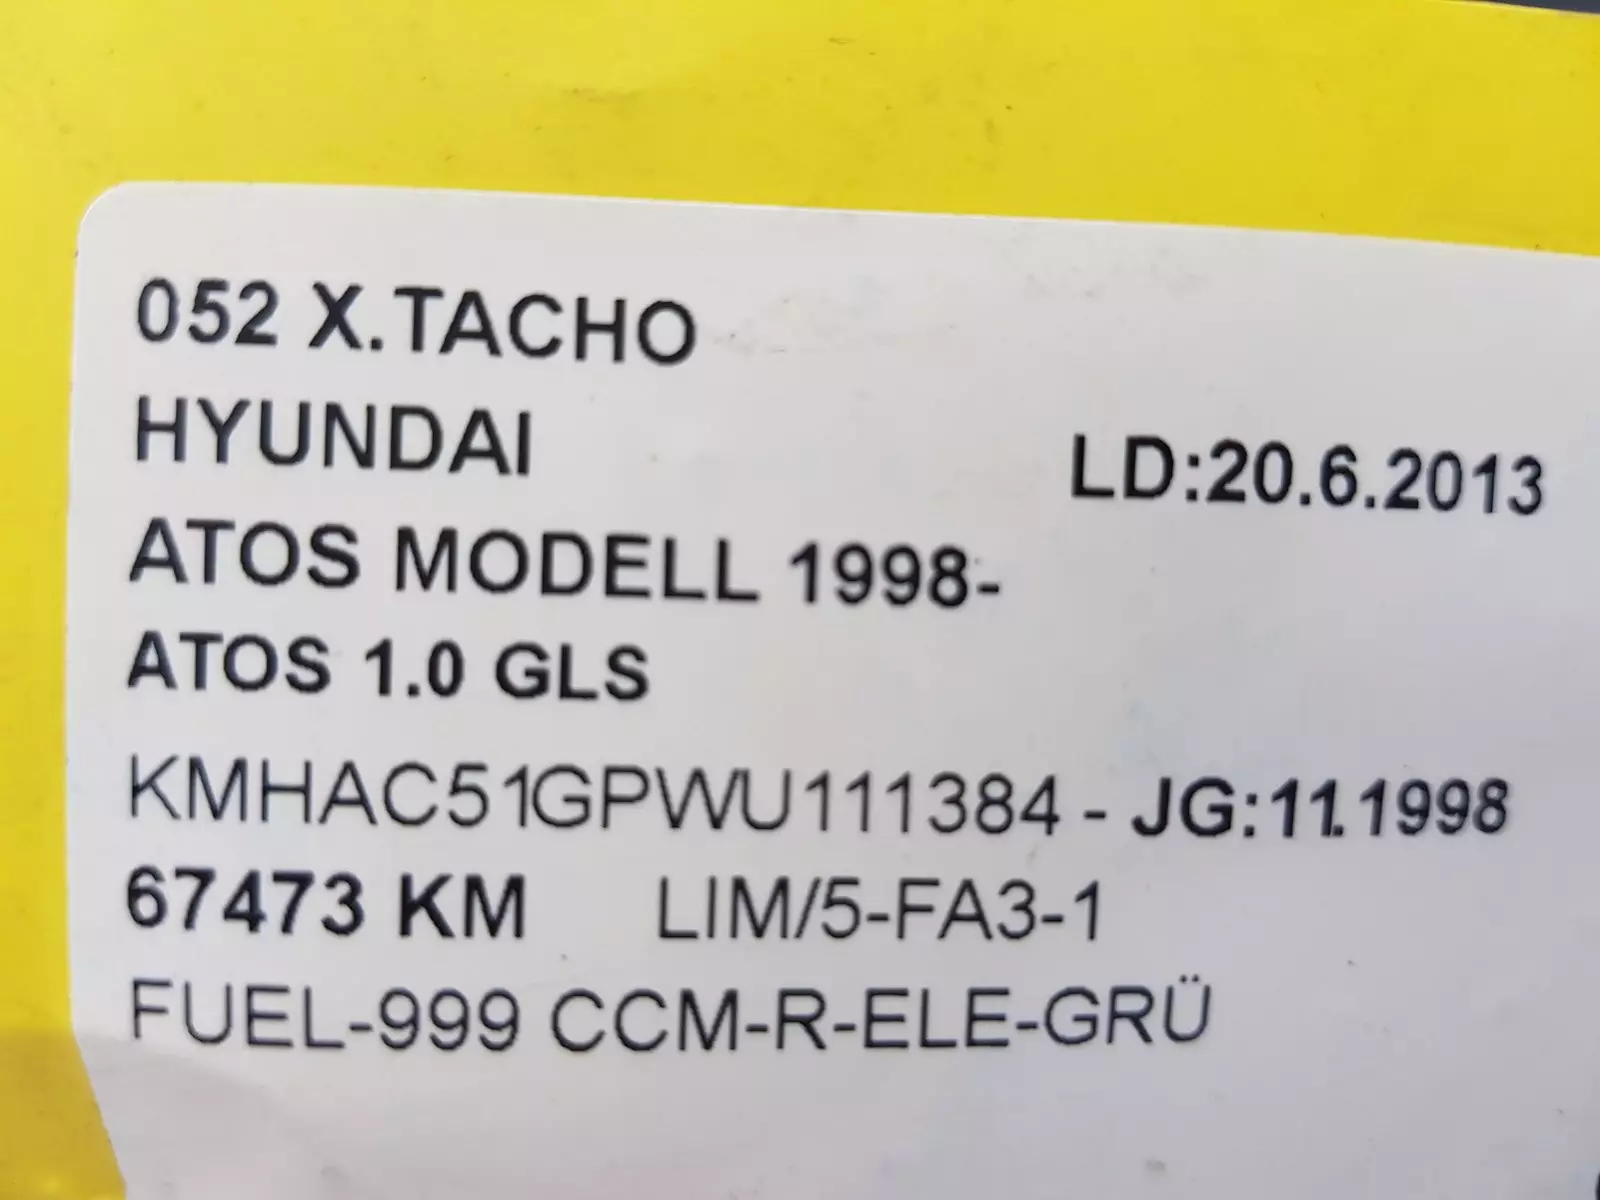 052 X.TACHO
HYUNDAI
LD:20.6.2013
ATOS MODELL 1998-
ATOS 1.0 GLS
KMHAC51GPWU111384 - JG:11.1998
67473 KM LIM/5-FA3-1
FUEL-999 CCM-R-ELE-GRÜ